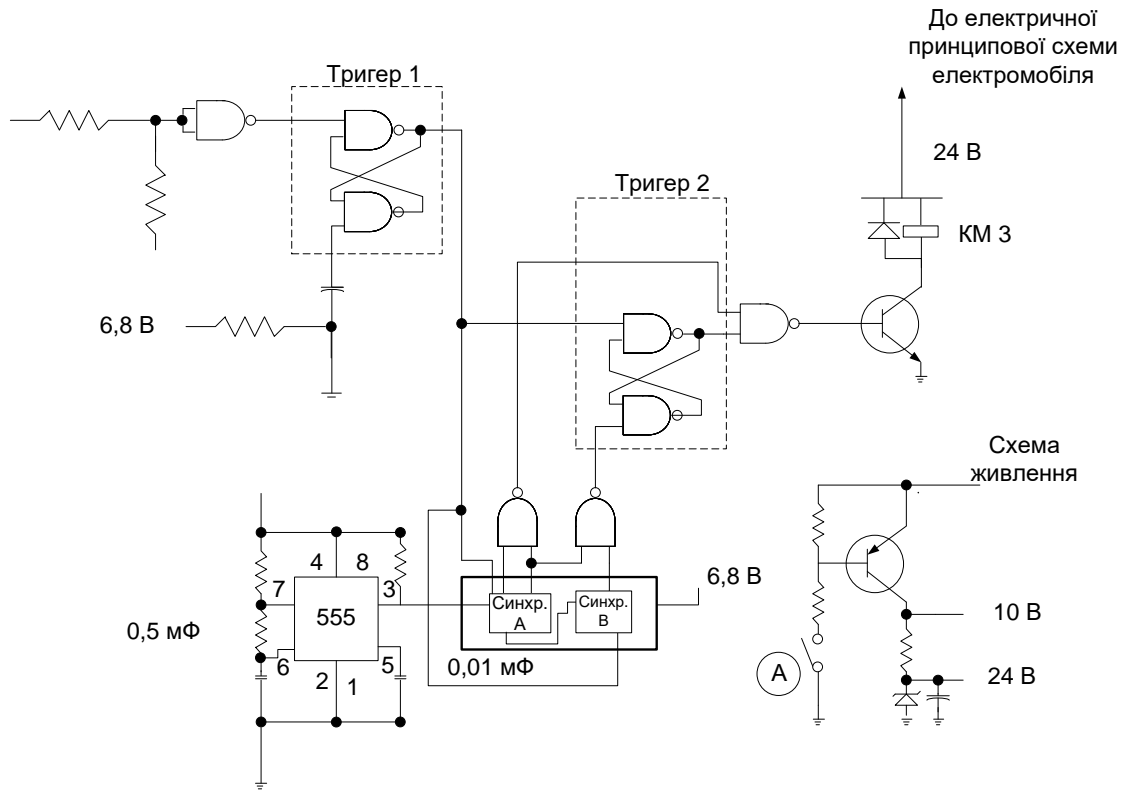 До електричної
принципової схеми
електромобіля
Тригер 1
24 В
Тригер 2
КМ 3
6,8 В
Схема
живлення
4
8
7
3
6,8 В
555
Синхр.
А
Синхр.
В
10 В
0,5 мФ
6
5
0,01 мФ
А
24 В
2
1